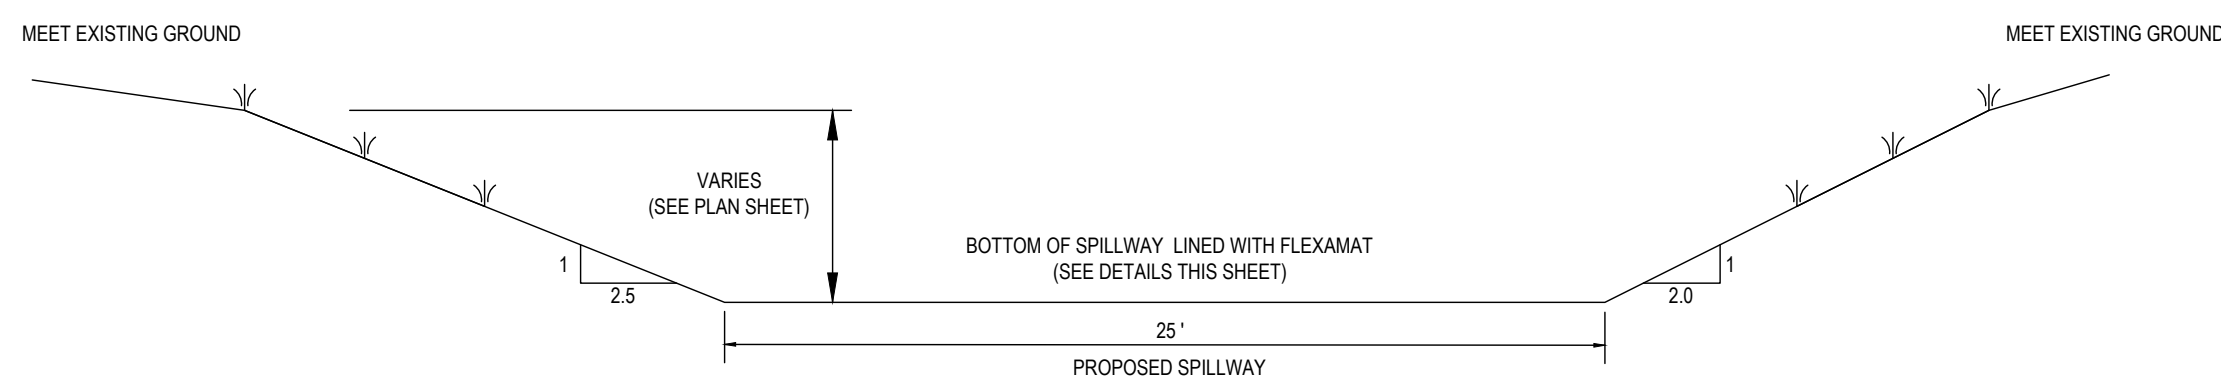 MEET EXISTING GROUND
MEET EXISTING GROUND
VARIES
(SEE PLAN SHEET)
BOTTOM OF SPILLWAY LINED WITH FLEXAMAT
(SEE DETAILS THIS SHEET)
1
2.5
1
2.0
25 '
PROPOSED SPILLWAY